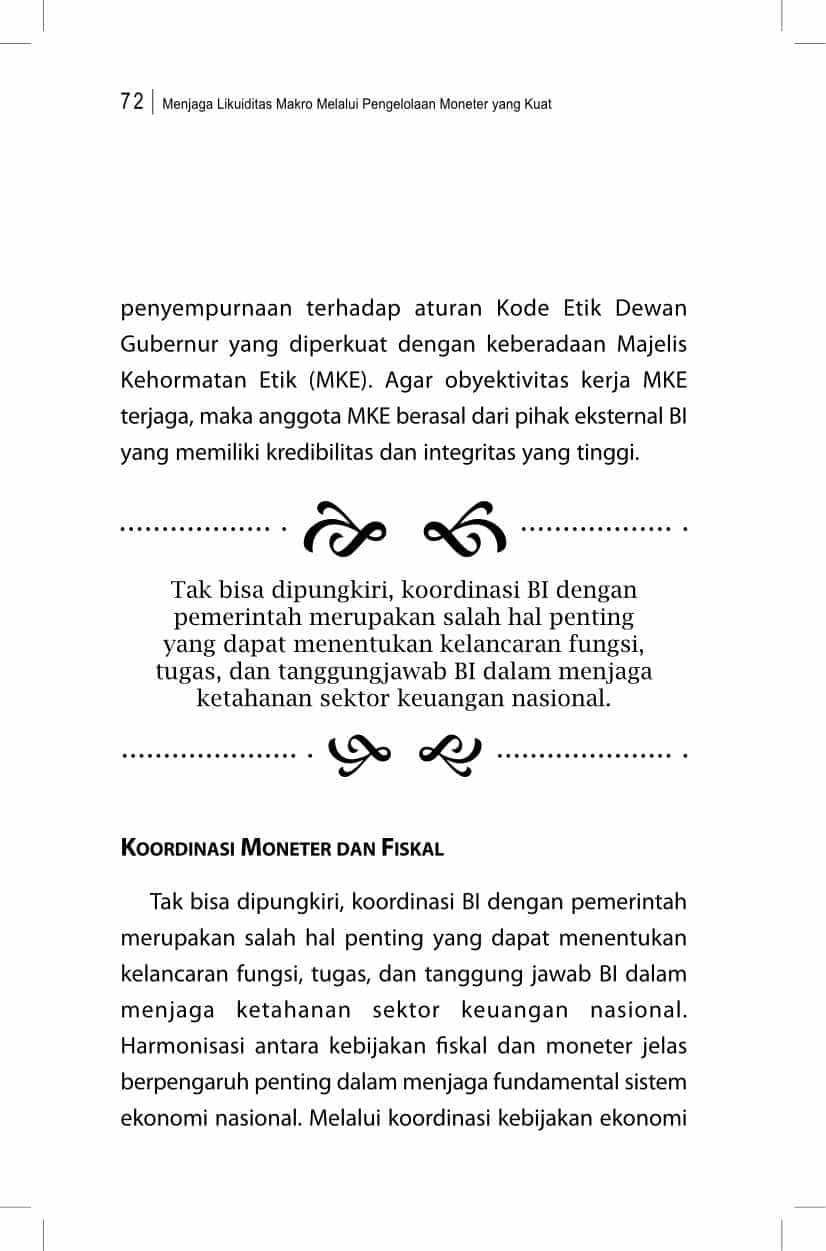 72 | Menjaga Likuiditas Makro Melalui Pengelolaan Moneter yang Kuat
penyempurnaan terhadap aturan Kode Etik Dewan
Gubernur yang diperkuat dengan keberadaan Majelis
Kehormatan Etik (MKE). Agar obyektivitas kerja MKE
terjaga, maka anggota MKE berasal dari pihak eksternal BI
yang memiliki kredibilitas dan integritas yang tinggi.
Tak bisa dipungkiri, koordinasi BI dengan
pemerintah merupakan salah hal penting
yang dapat menentukan kelancaran fungsi,
tugas, dan tanggungjawab BI dalam menjaga
ketahanan sektor keuangan nasional.
KOORDINASI MONETER DAN FISKAL
Tak bisa dipungkiri, koordinasi BI dengan pemerintah
merupakan salah hal penting yang dapat menentukan
kelancaran fungsi, tugas, dan tanggung jawab BI dalam
menjaga ketahanan sektor keuangan nasional.
Harmonisasi antara kebijakan fiskal dan moneter jelas
berpengaruh penting dalam menjaga fundamental sistem
ekonomi nasional. Melalui koordinasi kebijakan ekonomi